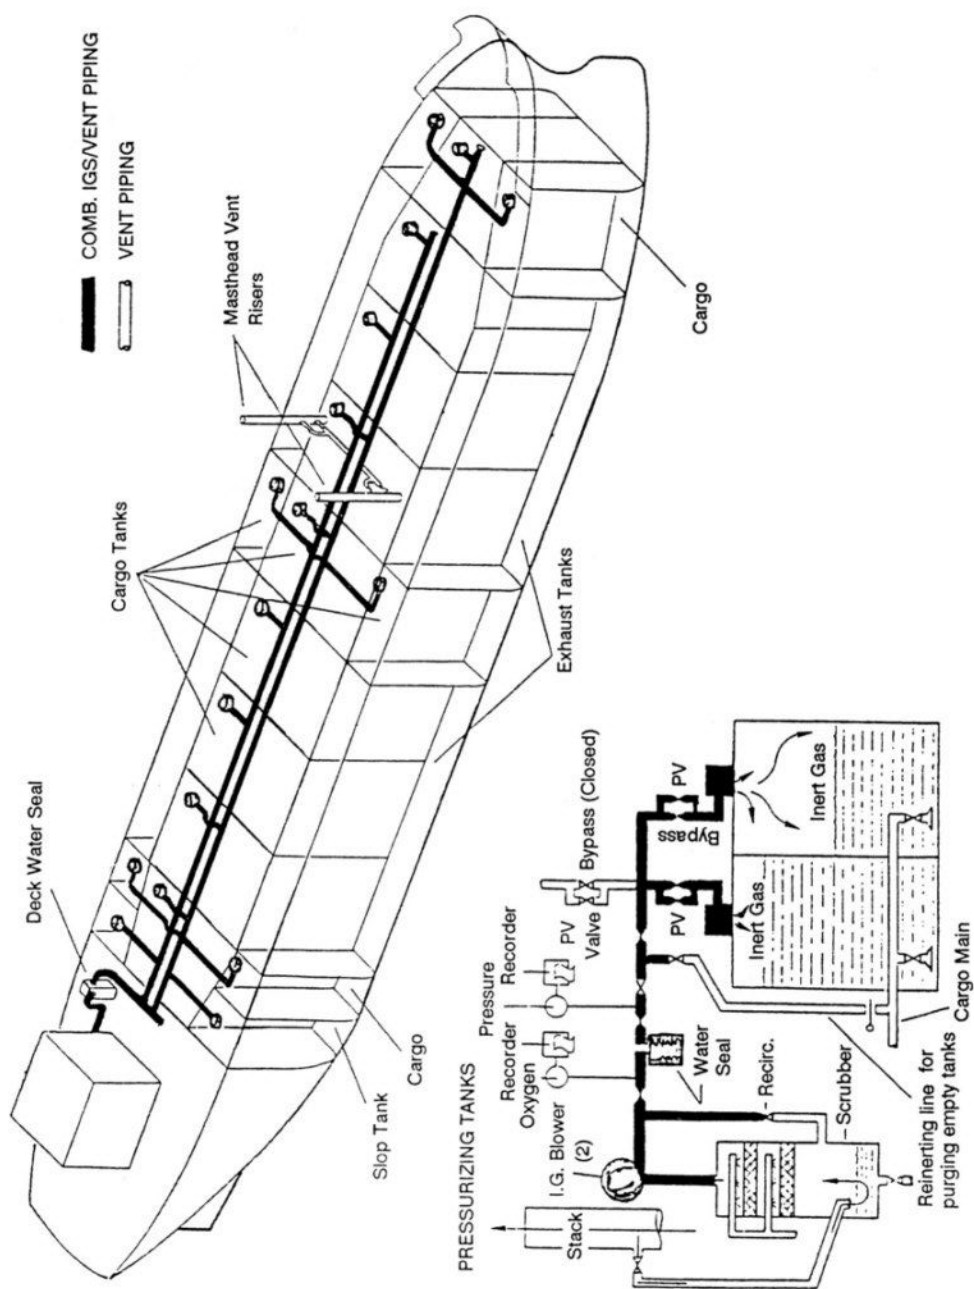 COMB. IGS/VENT PIPING
VENT PIPING
Masthead Vent
Risers
Cargo Tanks
Deck Water Seal
Cargo
Exhaust Tanks
Cargo
Slop Tank
PRESSURIZING TANKS
Stack
I.G. Blower
(2)
Oxygen
Recorder
Pressure
Recorder
PV
Valve
Bypass (Closed)
PV
Bypass
PV
Inert Gas
Inert Gas
Water
Seal
Recirc.
Scrubber
Reinerting line for
purging empty tanks
Cargo Main